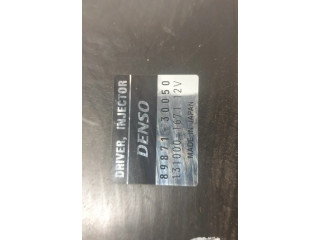 DRIVER, INJECTOR
DENSO
89871-30050
131000-1671 12V
MADE IN JAPAN